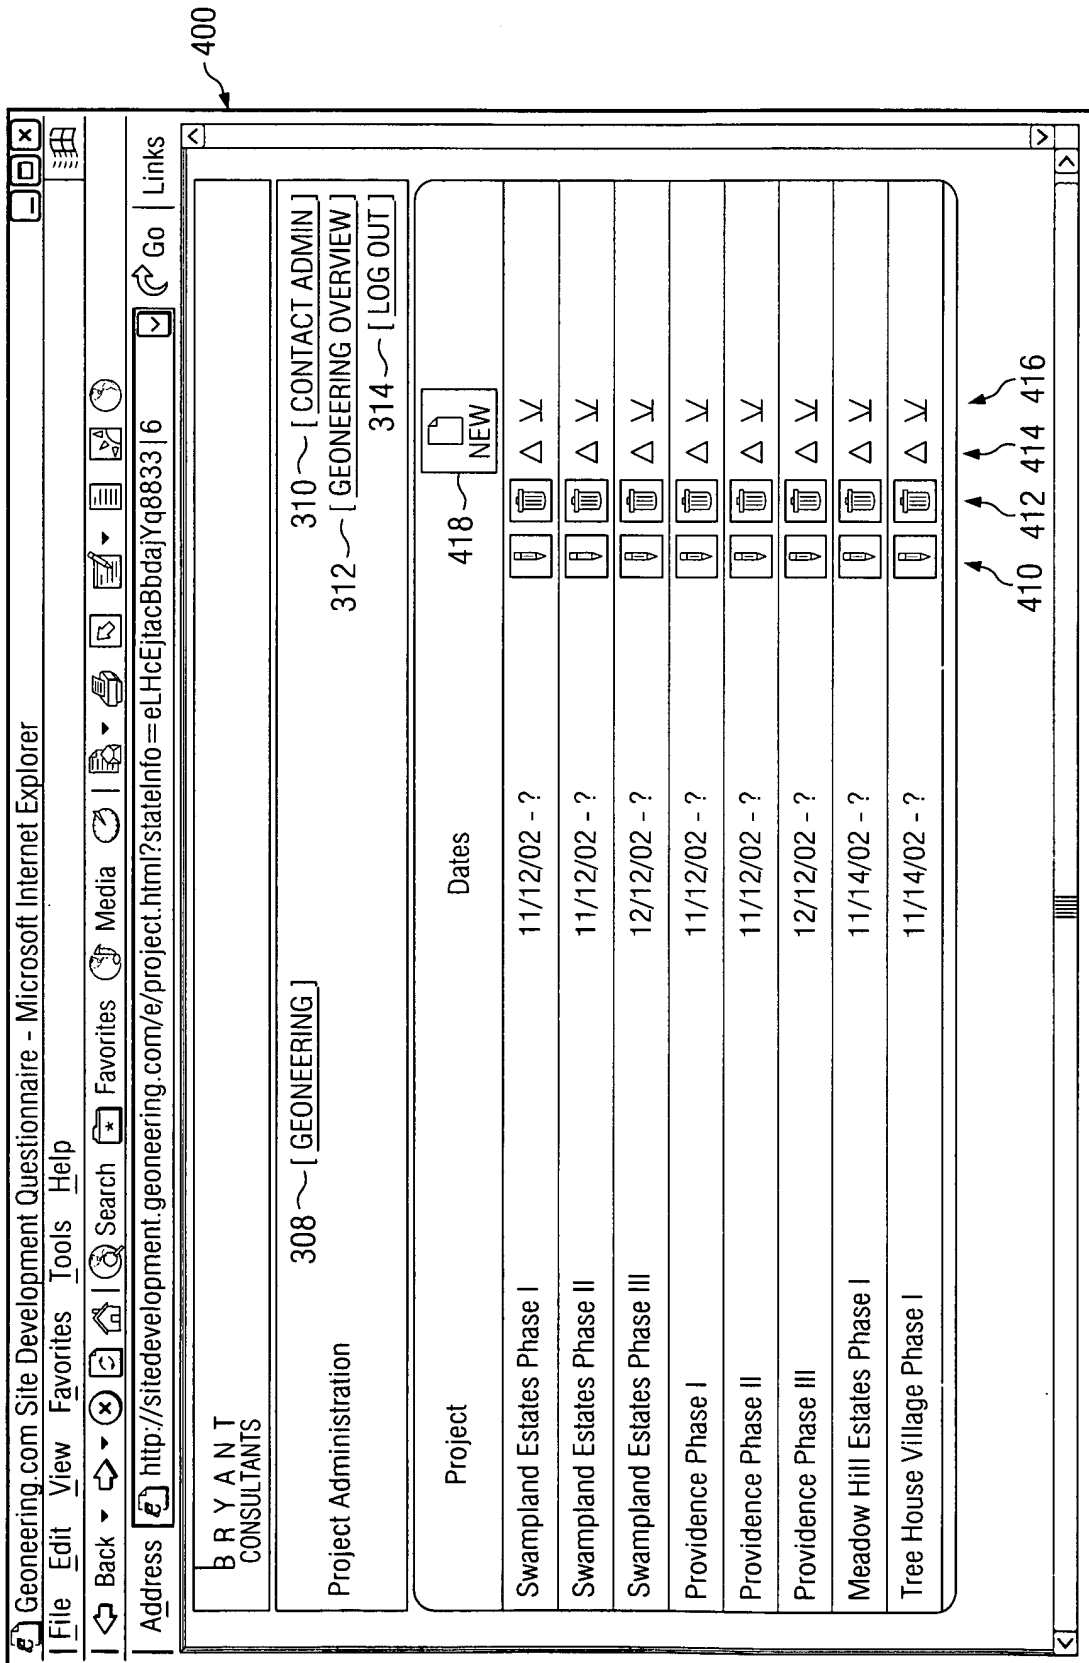 Geoneering.com Site Development Questionnaire - Microsoft Internet Explorer
File Edit View Favorites Tools Help
Back Search Favorites Media
Address http://sitedevelopment.geoneering.com/e/project.html?stateInfo=eLHcEjtacBbdajYq8833|6 Go Links
400
BRYANT
CONSULTANTS
Project Administration 308 [ GEONEERING ] 310 [ CONTACT ADMIN ]
312 [ GEONEERING OVERVIEW ]
314 [ LOG OUT ]
Project Dates 418 NEW
Swampland Estates Phase I 11/12/02 - ?
Swampland Estates Phase II 11/12/02 - ?
Swampland Estates Phase III 12/12/02 - ?
Providence Phase I 11/12/02 - ?
Providence Phase II 11/12/02 - ?
Providence Phase III 12/12/02 - ?
Meadow Hill Estates Phase I 11/14/02 - ?
Tree House Village Phase I 11/14/02 - ?
410 412 414 416